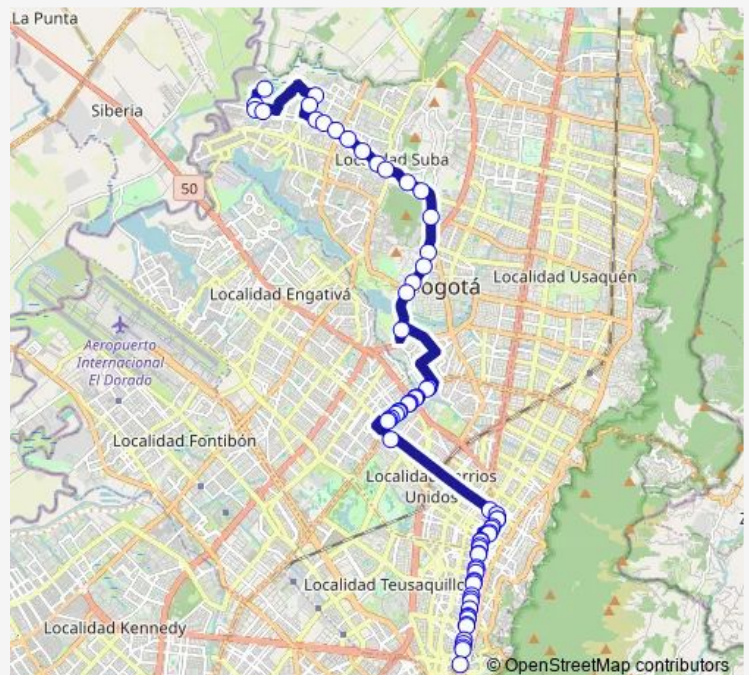 La Punta
Siberia
50
Localidad Suba
Localidad Usaquén
Bogotá
Localidad Engativá
Aeropuerto
Internacional
El Dorado
Localidad Fontibón
Localidad Barrios
Unidos
Localidad Teusaquillo
Localidad Kennedy
© OpenStreetMap contributors